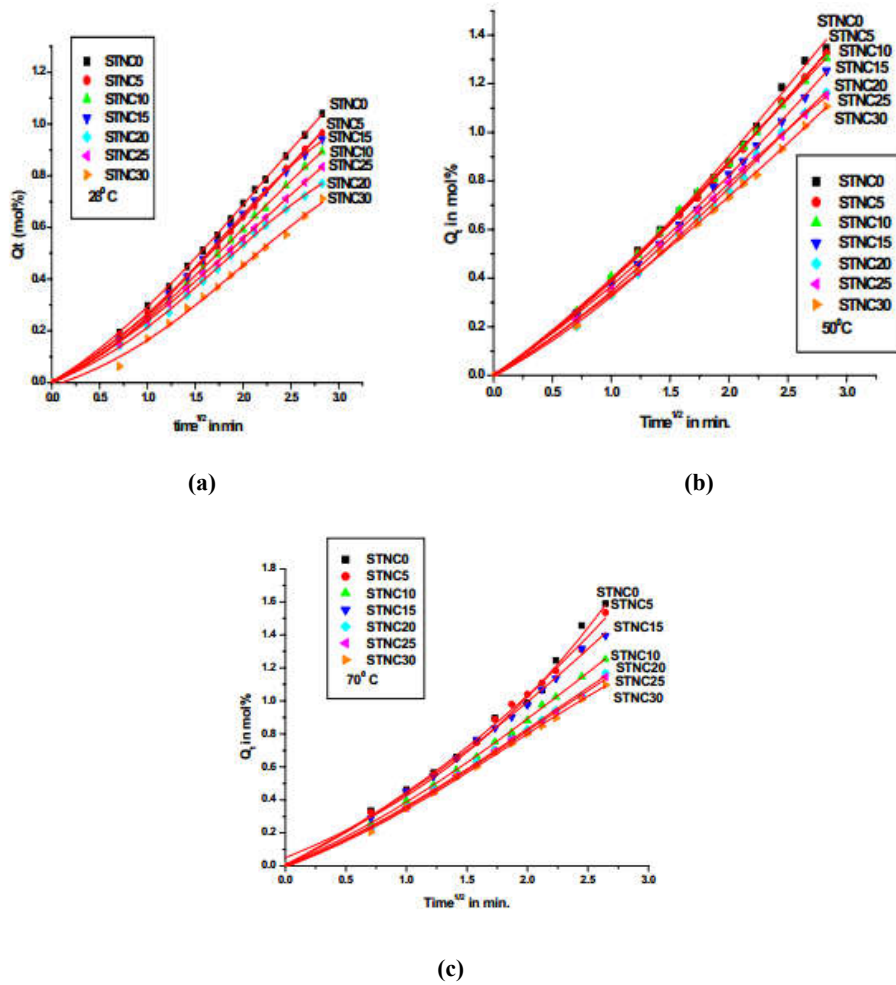 STNC0
STNC5
STNC10
STNC15
STNC20
STNC25
STNC30
28⁰ C
STNC0
STNC5
STNC15
STNC10
STNC25
STNC20
STNC30
Qt (mol%)
1.2
1.0
0.8
0.6
0.4
0.2
0.0
0.0 0.5 1.0 1.5 2.0 2.5 3.0
time^1/2 in min
(a)
STNC0
STNC5
STNC10
STNC15
STNC20
STNC25
STNC30
STNC0
STNC5
STNC10
STNC15
STNC20
STNC25
STNC30
50⁰C
Qt in mol%
1.4
1.2
1.0
0.8
0.6
0.4
0.2
0.0
0.0 0.5 1.0 1.5 2.0 2.5 3.0
Time^1/2 in min.
(b)
STNC0
STNC5
STNC10
STNC15
STNC20
STNC25
STNC30
70⁰ C
STNC0
STNC5
STNC15
STNC10
STNC20
STNC25
STNC30
Qt in mol%
1.8
1.6
1.4
1.2
1.0
0.8
0.6
0.4
0.2
0.0
0.0 0.5 1.0 1.5 2.0 2.5 3.0
Time^1/2 in min.
(c)